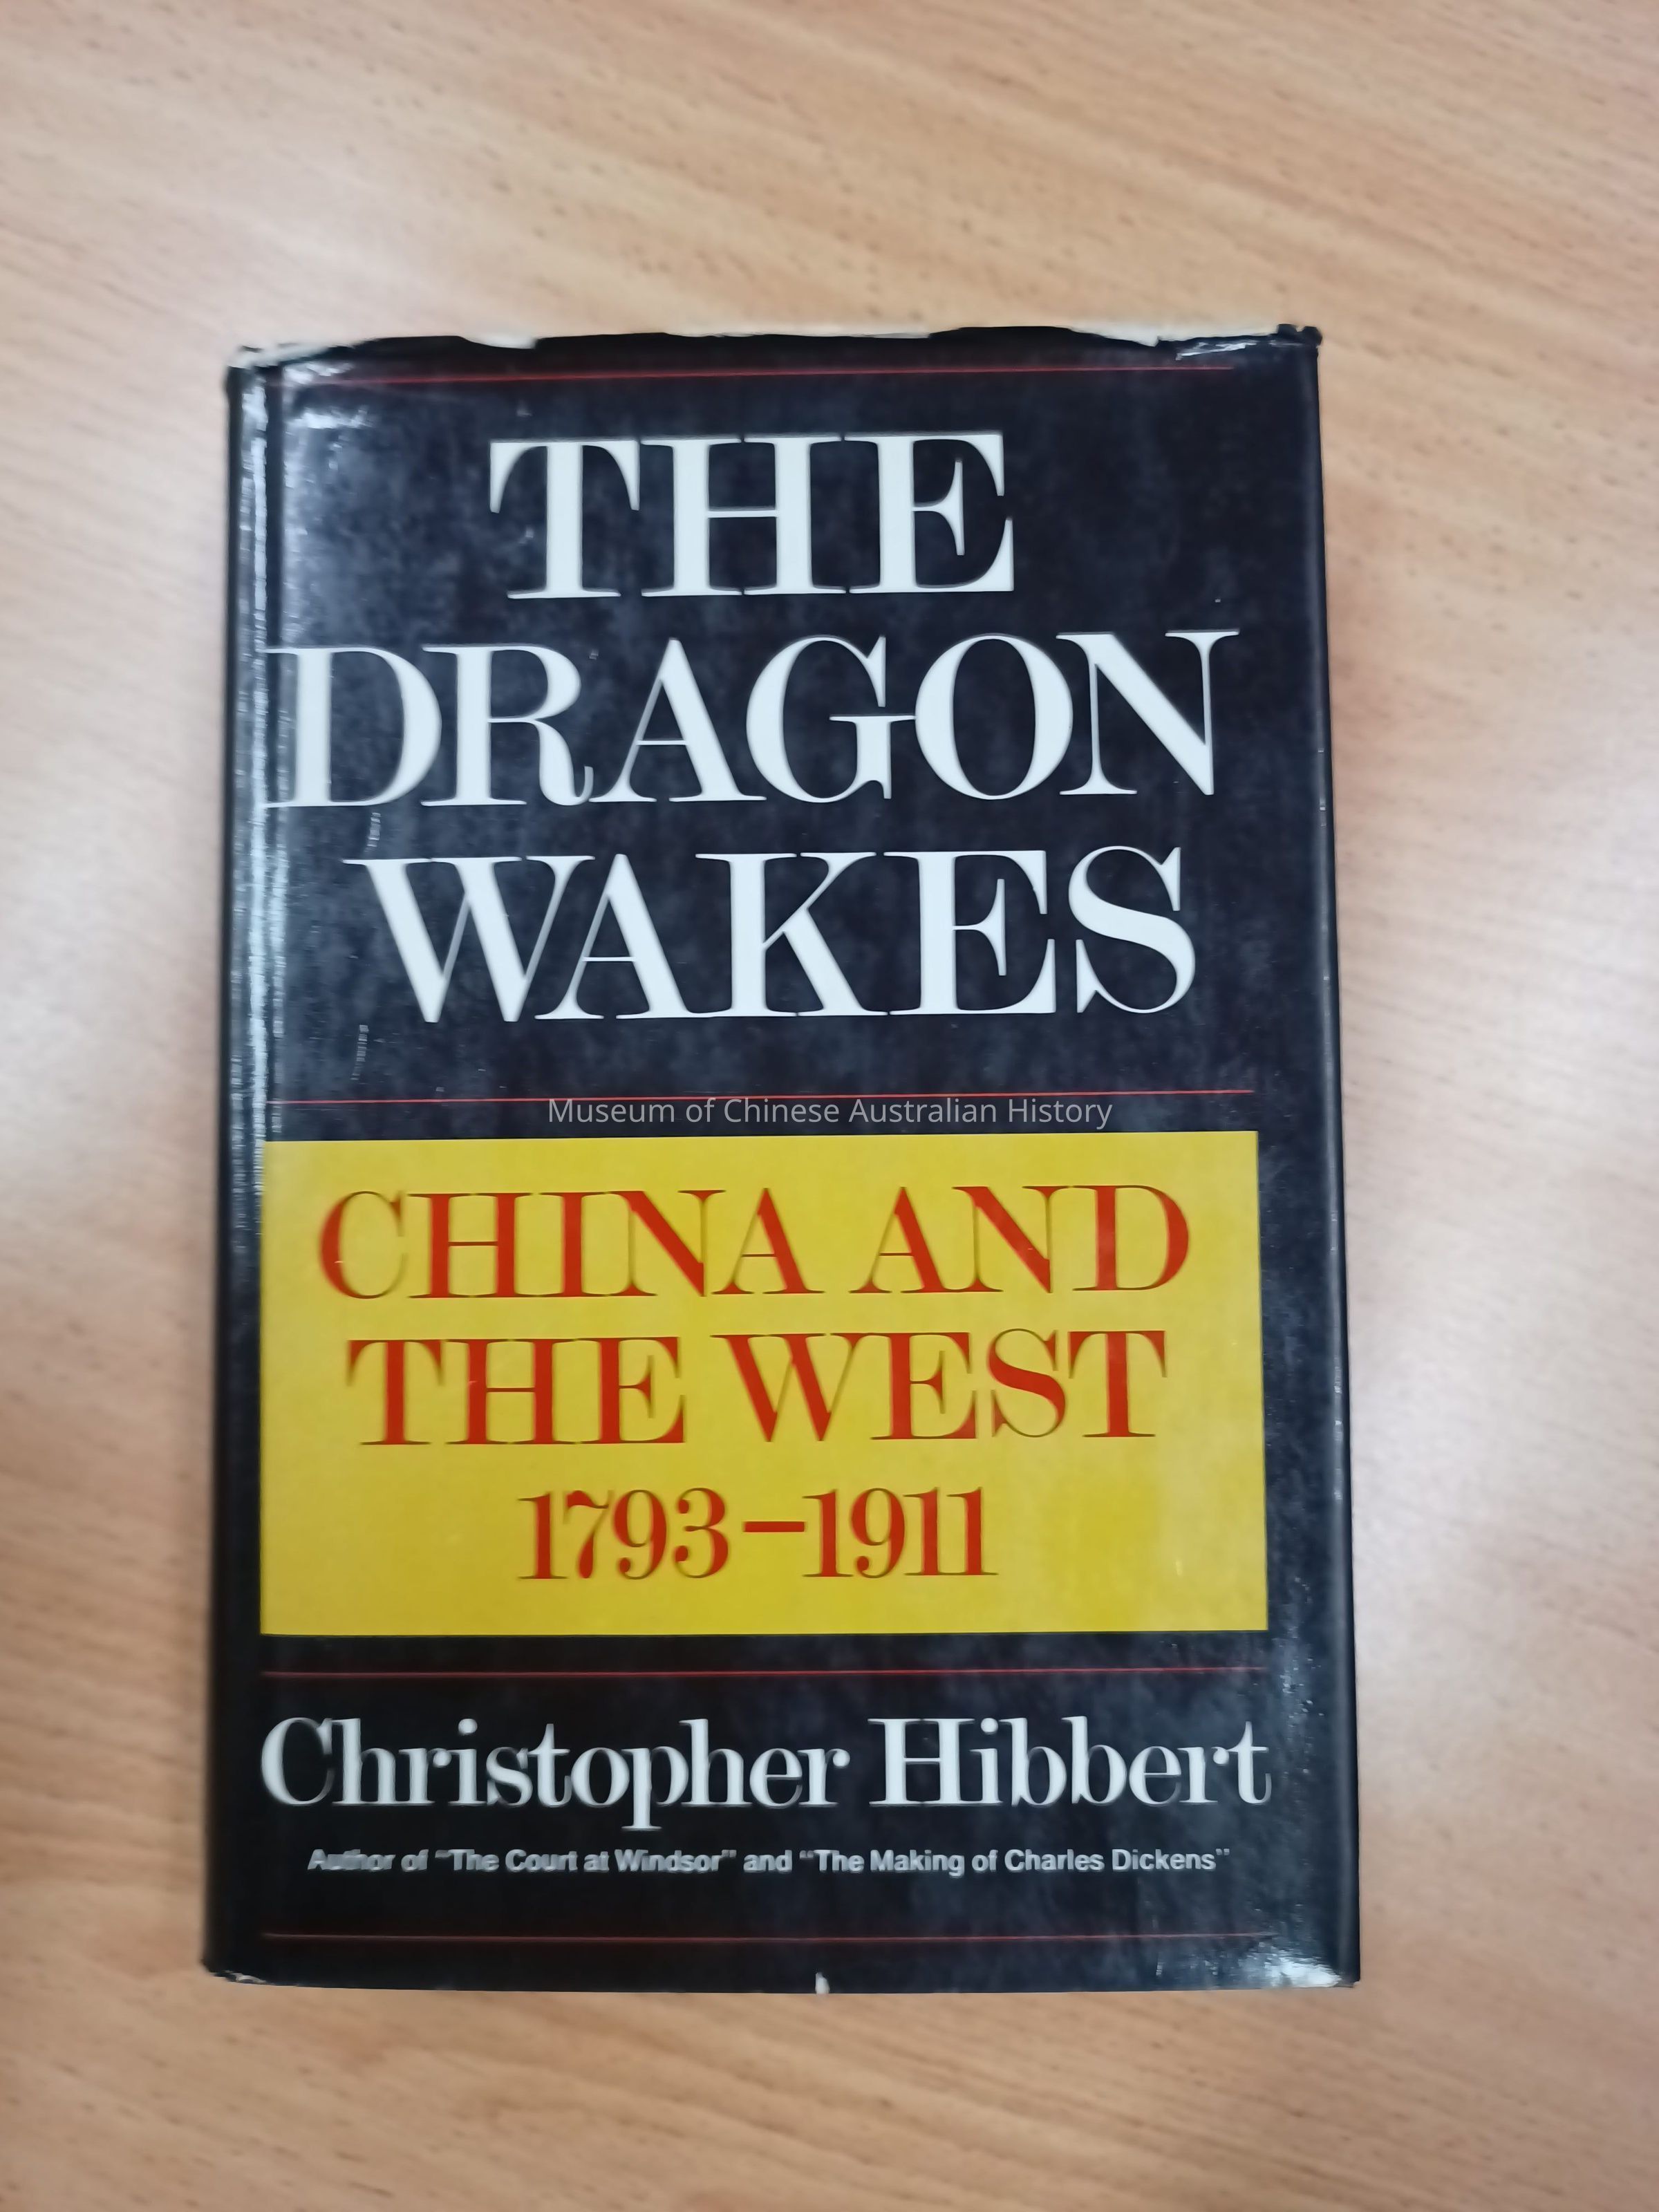 THE
DRAGON
WAKES
Museum of Chinese Australian History
CHINA AND
THE WEST
1793–1911
Christopher Hibbert
Author of "The Court at Windsor" and "The Making of Charles Dickens"